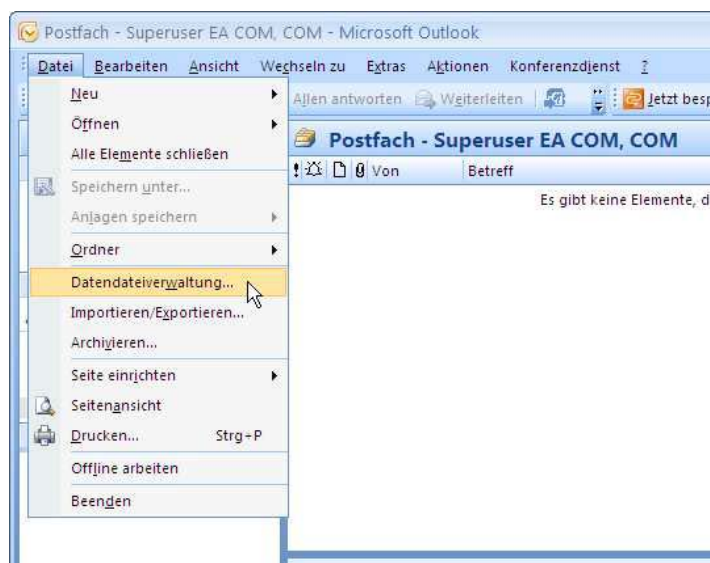 Postfach - Superuser EA COM, COM - Microsoft Outlook
Datei Bearbeiten Ansicht Wechseln zu Extras Aktionen Konferenzdienst ?
Allen antworten Weiterleiten Jetzt besp
Neu
Öffnen
Alle Elemente schließen
Speichern unter...
Anlagen speichern
Ordner
Datendateiverwaltung...
Importieren/Exportieren...
Archivieren...
Seite einrichten
Seitenansicht
Drucken... Strg+P
Offline arbeiten
Beenden
Postfach - Superuser EA COM, COM
Von Betreff
Es gibt keine Elemente, d